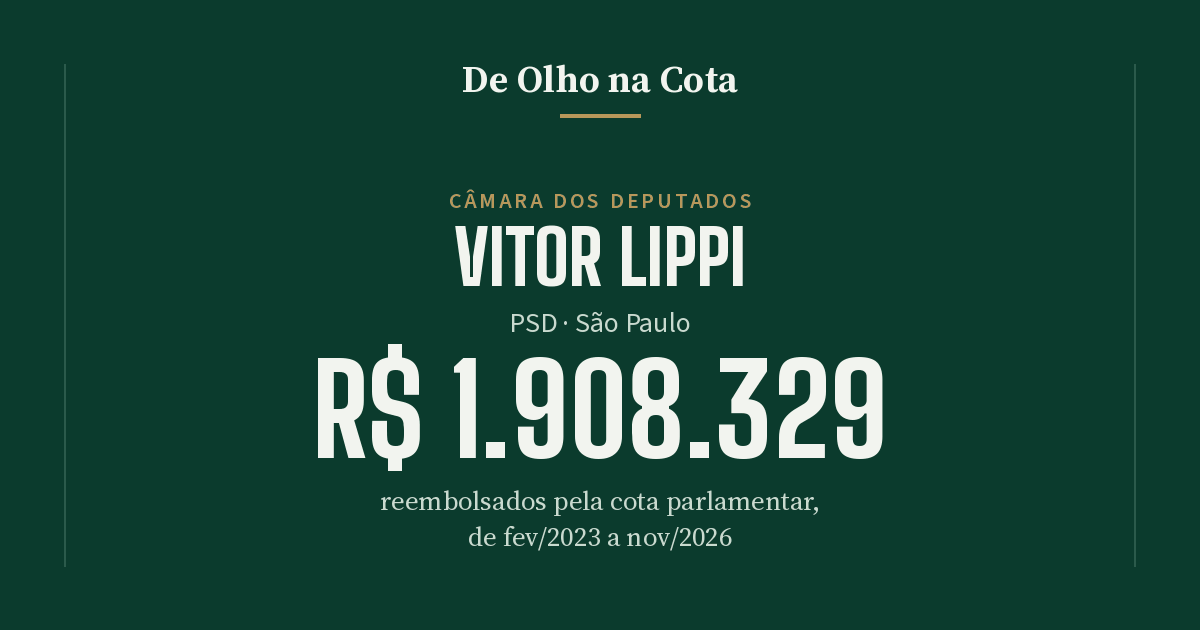 De Olho na Cota
CÂMARA DOS DEPUTADOS
VITOR LIPPI
PSD · São Paulo
R$ 1.908.329
reembolsados pela cota parlamentar,
de fev/2023 a nov/2026